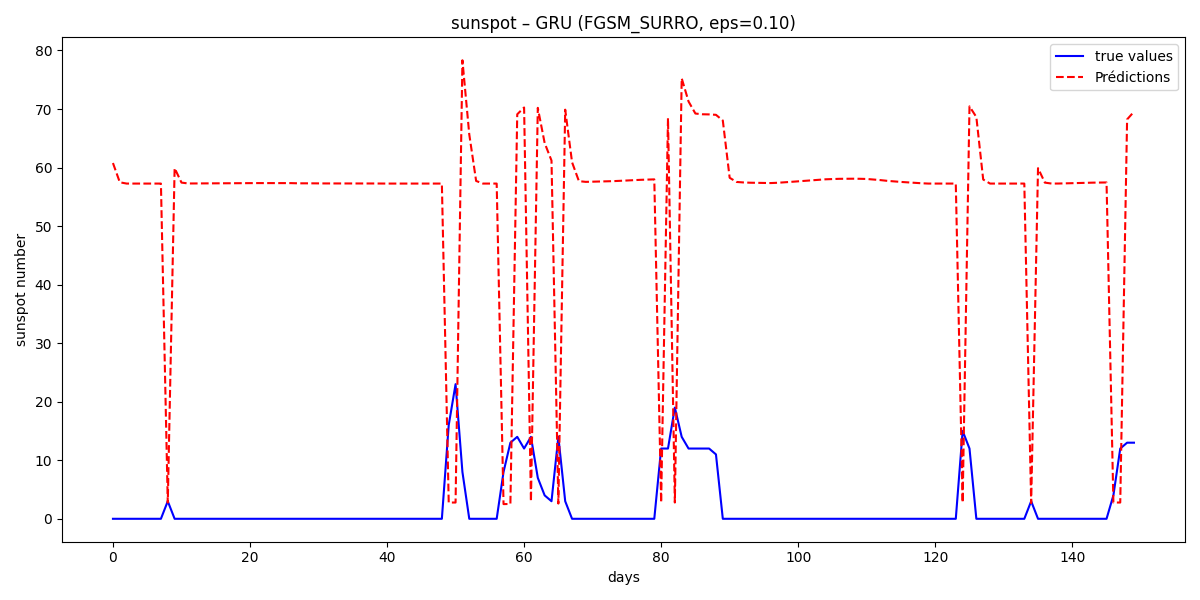 sunspot – GRU (FGSM_SURRO, eps=0.10)
true values
Prédictions
sunspot number
80
70
60
50
40
30
20
10
0
0 20 40 60 80 100 120 140
days